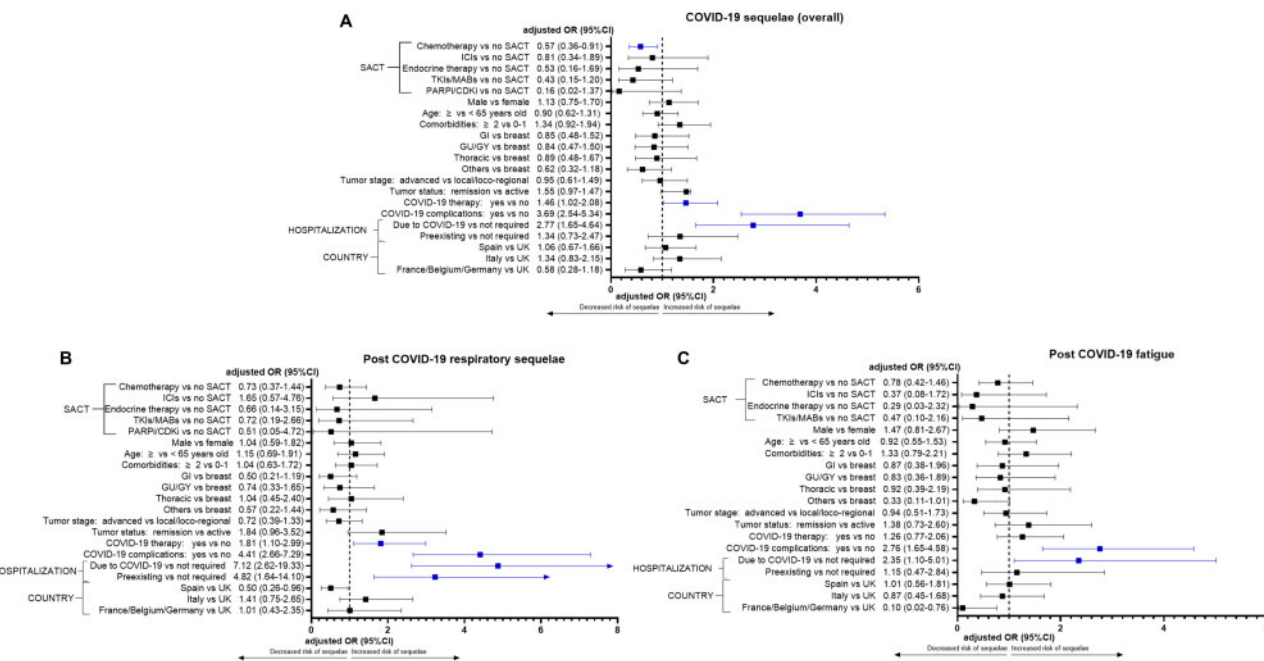 A
COVID-19 sequelae (overall)
adjusted OR (95%CI)
SACT
Chemotherapy vs no SACT 0.57 (0.36-0.91)
ICIs vs no SACT 0.81 (0.34-1.89)
Endocrine therapy vs no SACT 0.53 (0.16-1.69)
TKIs/MABs vs no SACT 0.43 (0.15-1.20)
PARPi/CDKi vs no SACT 0.16 (0.02-1.37)
Male vs female 1.13 (0.75-1.70)
Age: ≥ vs < 65 years old 0.90 (0.62-1.31)
Comorbidities: ≥ 2 vs 0-1 1.34 (0.92-1.94)
GI vs breast 0.85 (0.48-1.52)
GU/GY vs breast 0.84 (0.47-1.50)
Thoracic vs breast 0.89 (0.48-1.67)
Others vs breast 0.62 (0.32-1.18)
Tumor stage: advanced vs local/loco-regional 0.95 (0.61-1.49)
Tumor status: remission vs active 1.55 (0.97-1.47)
COVID-19 therapy: yes vs no 1.46 (1.02-2.08)
COVID-19 complications: yes vs no 3.69 (2.54-5.34)
HOSPITALIZATION
Due to COVID-19 vs not required 2.77 (1.65-4.64)
Preexisting vs not required 1.34 (0.73-2.47)
COUNTRY
Spain vs UK 1.06 (0.67-1.66)
Italy vs UK 1.34 (0.83-2.15)
France/Belgium/Germany vs UK 0.58 (0.28-1.18)
0 2 4 6
adjusted OR (95%CI)
Decreased risk of sequelae Increased risk of sequelae
B
Post COVID-19 respiratory sequelae
adjusted OR (95%CI)
SACT
Chemotherapy vs no SACT 0.73 (0.37-1.44)
ICIs vs no SACT 1.65 (0.57-4.76)
Endocrine therapy vs no SACT 0.66 (0.14-3.15)
TKIs/MABs vs no SACT 0.72 (0.19-2.66)
PARPi/CDKi vs no SACT 0.51 (0.05-4.72)
Male vs female 1.04 (0.59-1.82)
Age: ≥ vs < 65 years old 1.15 (0.69-1.91)
Comorbidities: ≥ 2 vs 0-1 1.04 (0.63-1.72)
GI vs breast 0.50 (0.21-1.19)
GU/GY vs breast 0.74 (0.33-1.65)
Thoracic vs breast 1.04 (0.45-2.40)
Others vs breast 0.57 (0.22-1.44)
Tumor stage: advanced vs local/loco-regional 0.72 (0.39-1.33)
Tumor status: remission vs active 1.84 (0.96-3.52)
COVID-19 therapy: yes vs no 1.81 (1.10-2.99)
COVID-19 complications: yes vs no 4.41 (2.66-7.29)
OSPITALIZATION
Due to COVID-19 vs not required 7.12 (2.62-19.33)
Preexisting vs not required 4.82 (1.64-14.10)
COUNTRY
Spain vs UK 0.50 (0.26-0.96)
Italy vs UK 1.41 (0.75-2.65)
France/Belgium/Germany vs UK 1.01 (0.43-2.35)
0 2 4 6 8
adjusted OR (95%CI)
Decreased risk of sequelae Increased risk of sequelae
C
Post COVID-19 fatigue
adjusted OR (95%CI)
SACT
Chemotherapy vs no SACT 0.78 (0.42-1.46)
ICIs vs no SACT 0.37 (0.08-1.72)
Endocrine therapy vs no SACT 0.29 (0.03-2.32)
TKIs/MABs vs no SACT 0.47 (0.10-2.16)
Male vs female 1.47 (0.81-2.67)
Age: ≥ vs < 65 years old 0.92 (0.55-1.53)
Comorbidities: ≥ 2 vs 0-1 1.33 (0.79-2.21)
GI vs breast 0.87 (0.38-1.96)
GU/GY vs breast 0.83 (0.36-1.89)
Thoracic vs breast 0.92 (0.39-2.19)
Others vs breast 0.33 (0.11-1.01)
Tumor stage: advanced vs local/loco-regional 0.94 (0.51-1.73)
Tumor status: remission vs active 1.38 (0.73-2.60)
COVID-19 therapy: yes vs no 1.26 (0.77-2.06)
COVID-19 complications: yes vs no 2.76 (1.65-4.58)
HOSPITALIZATION
Due to COVID-19 vs not required 2.35 (1.10-5.01)
Preexisting vs not required 1.15 (0.47-2.84)
COUNTRY
Spain vs UK 1.01 (0.56-1.81)
Italy vs UK 0.87 (0.45-1.68)
France/Belgium/Germany vs UK 0.10 (0.02-0.76)
0 2 4
adjusted OR (95%CI)
Decreased risk of sequelae Increased risk of sequelae